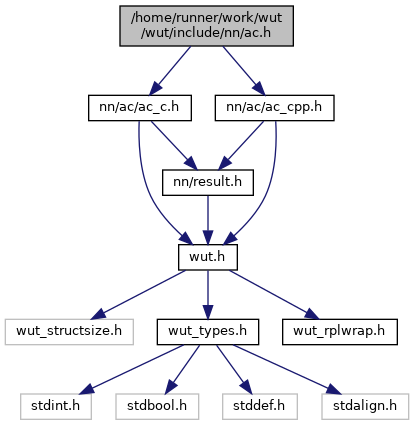 /home/runner/work/wut
/wut/include/nn/ac.h
nn/ac/ac_c.h
nn/ac/ac_cpp.h
nn/result.h
wut.h
wut_structsize.h
wut_types.h
wut_rplwrap.h
stdint.h
stdbool.h
stddef.h
stdalign.h